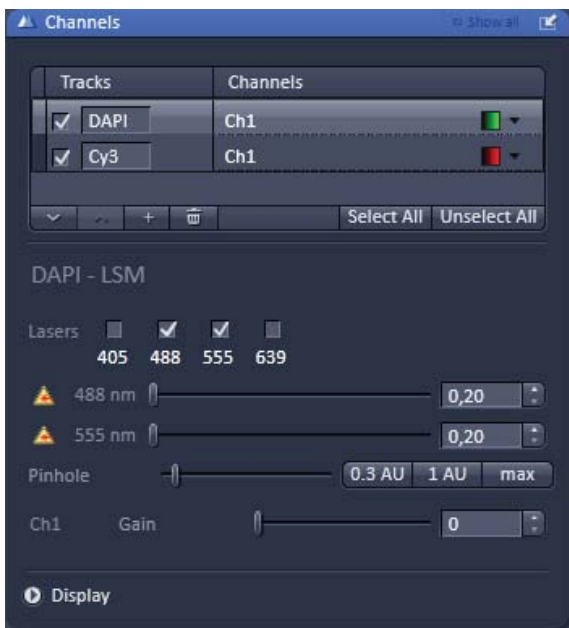 Channels Show all
Tracks Channels
DAPI Ch1
Cy3 Ch1
+ Select All Unselect All
DAPI - LSM
Lasers
405 488 555 639
488 nm 0,20
555 nm 0,20
Pinhole 0.3 AU 1 AU max
Ch1 Gain 0
Display